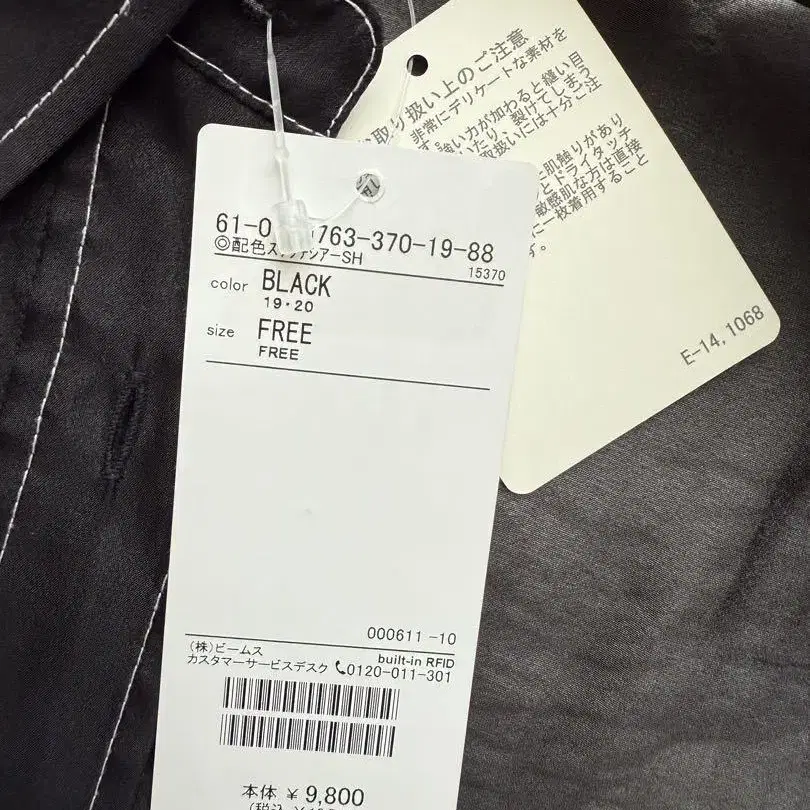 取り扱い上のご注意
非常にデリケートな素材を
強い力が加わると縫い目
たり、裂けてしまう
取扱いには十分ご注
肌触りがあり
とドライタッチ
敏感肌な方は直接
に一枚着用すること
す。
E-14, 1068
61-0 763-370-19-88
◎配色ステッチシアーSH
15370
color BLACK
19・20
size FREE
FREE
000611 -10
(株)ビームス
built-in RFID
カスタマーサービスデスク 0120-011-301
本体 ¥ 9,800